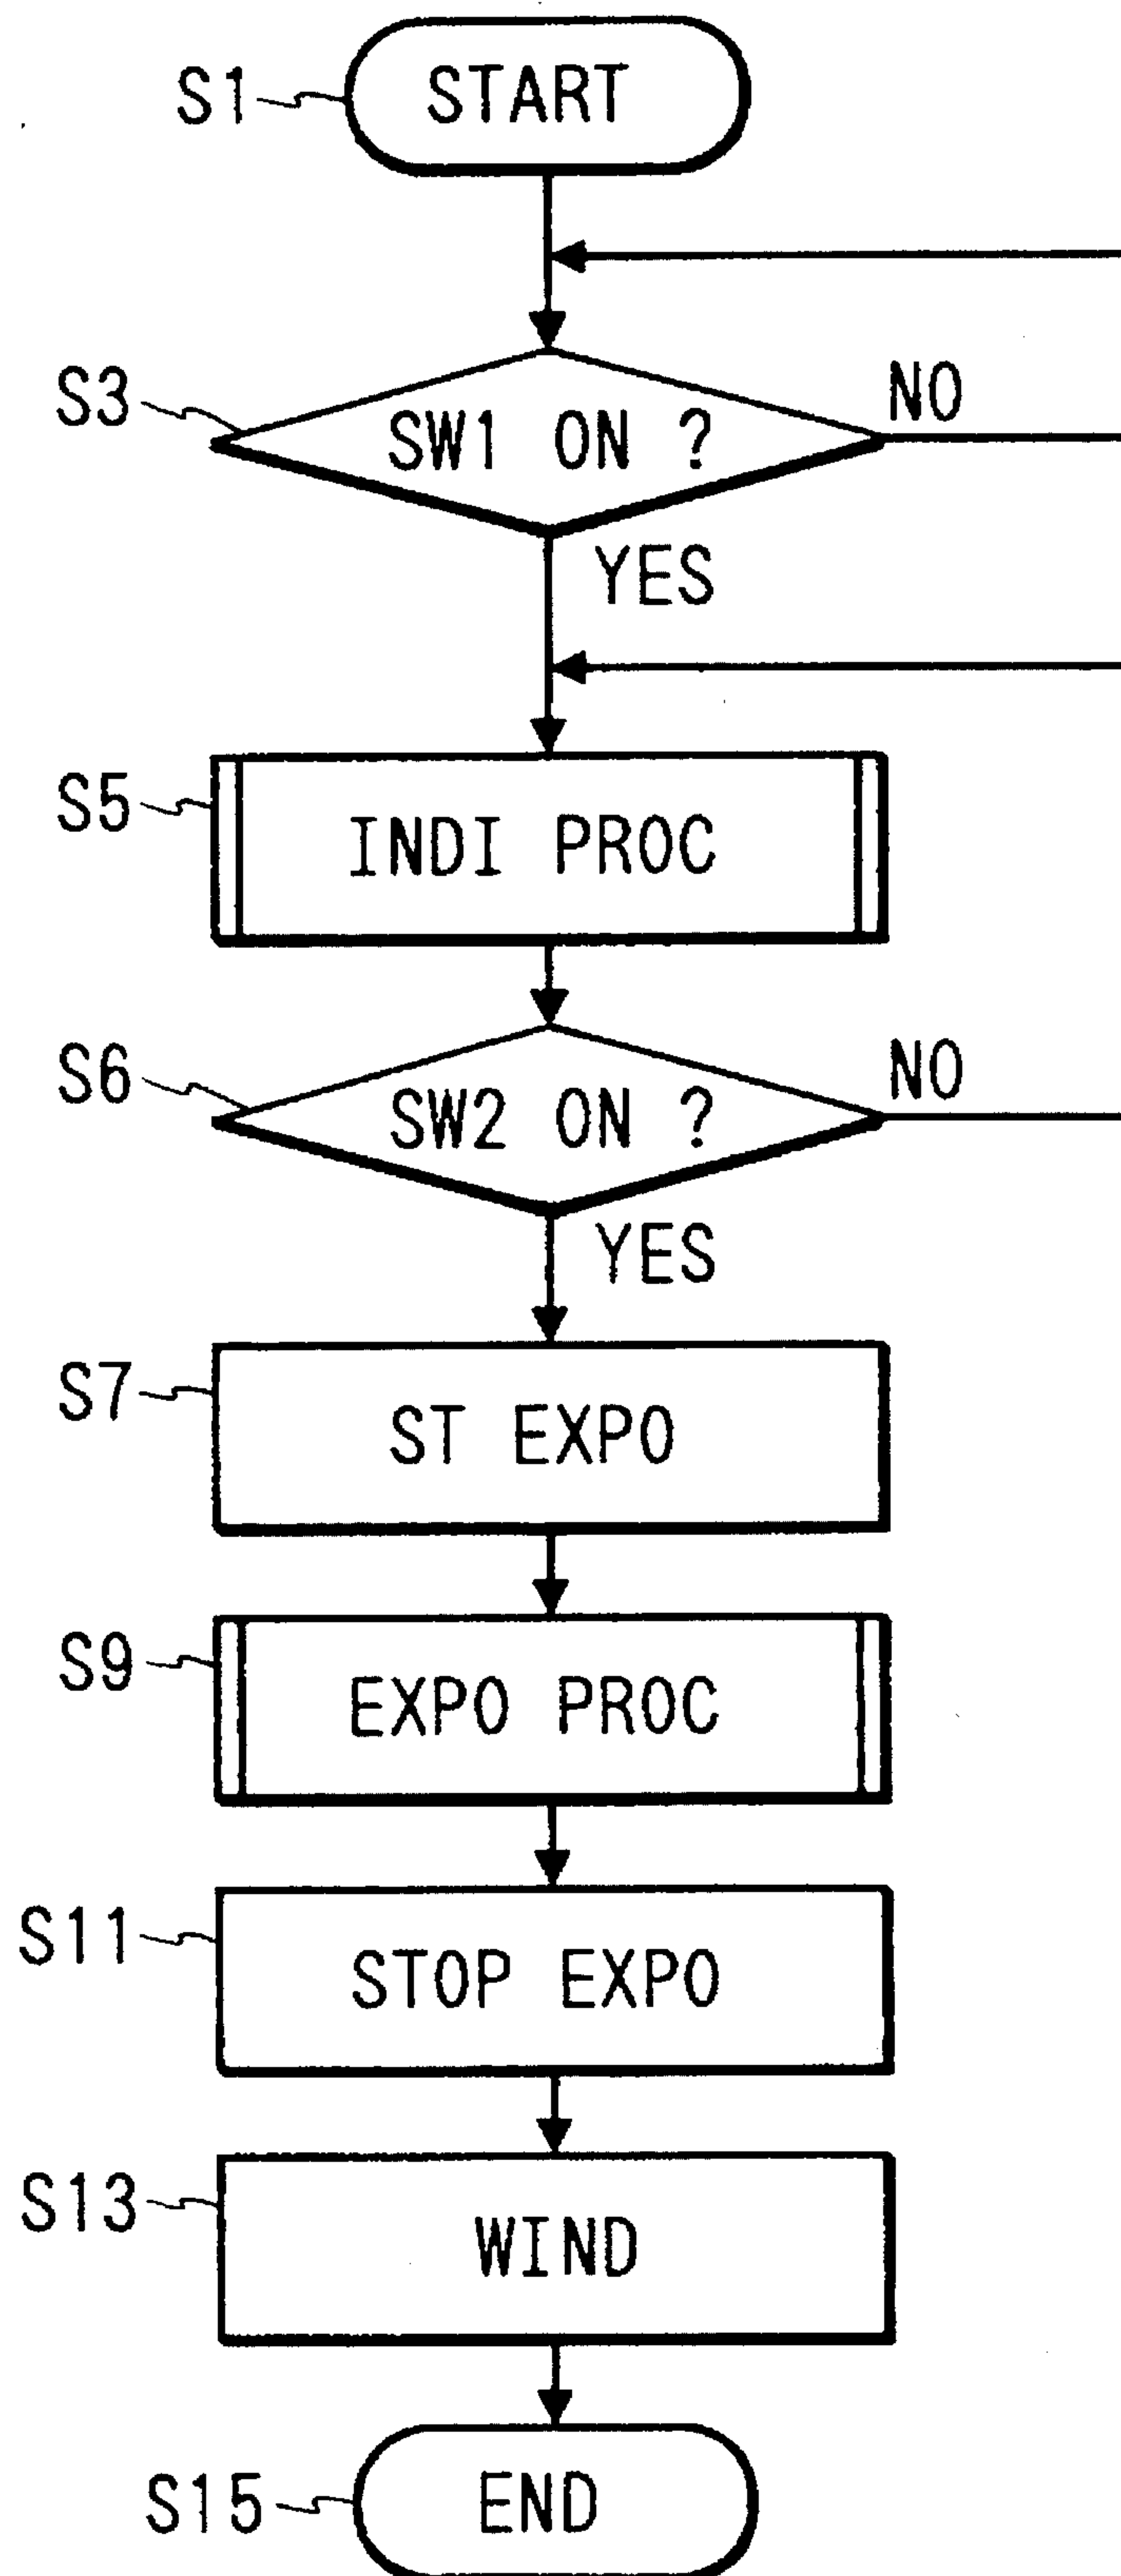 S1 START
S3 SW1 ON ? NO
YES
S5 INDI PROC
S6 SW2 ON ? NO
YES
S7 ST EXPO
S9 EXPO PROC
S11 STOP EXPO
S13 WIND
S15 END